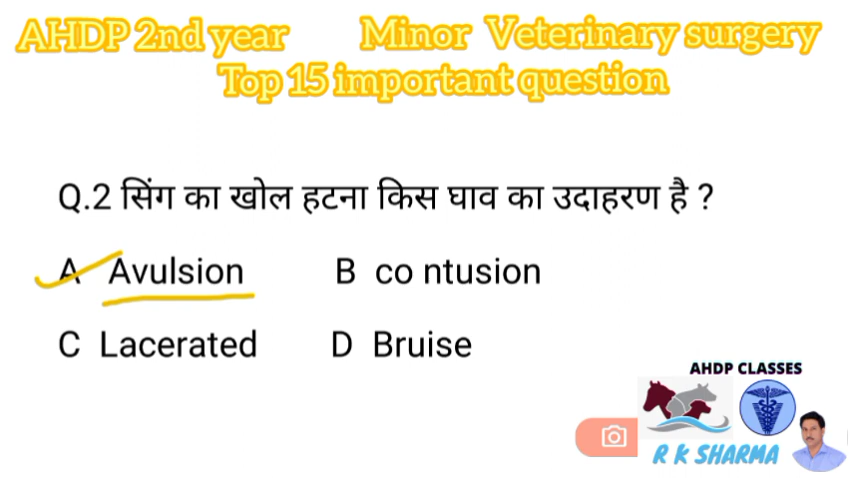 AHDP 2nd year Minor Veterinary surgery
Top 15 important question
Q.2 सिंग का खोल हटना किस घाव का उदाहरण है ?
A Avulsion B co ntusion
C Lacerated D Bruise
AHDP CLASSES
R K SHARMA